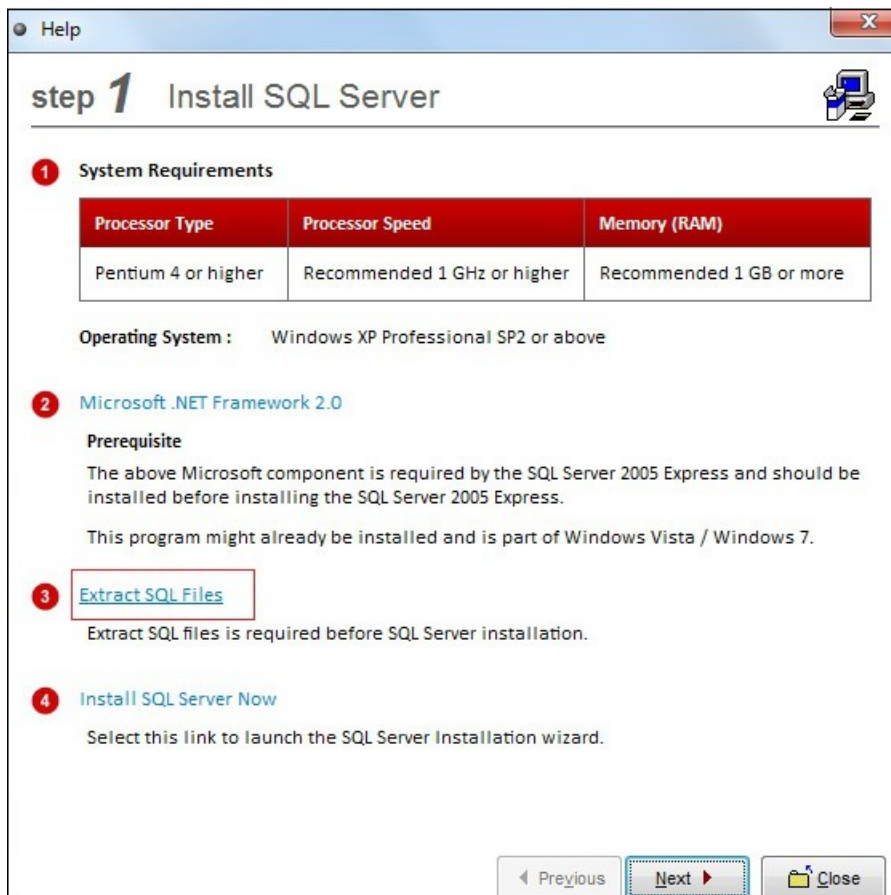 Help
step 1 Install SQL Server
1 System Requirements
Processor Type Processor Speed Memory (RAM)
Pentium 4 or higher Recommended 1 GHz or higher Recommended 1 GB or more
Operating System : Windows XP Professional SP2 or above
2 Microsoft .NET Framework 2.0
Prerequisite
The above Microsoft component is required by the SQL Server 2005 Express and should be
installed before installing the SQL Server 2005 Express.
This program might already be installed and is part of Windows Vista / Windows 7.
3 Extract SQL Files
Extract SQL files is required before SQL Server installation.
4 Install SQL Server Now
Select this link to launch the SQL Server Installation wizard.
Previous Next Close